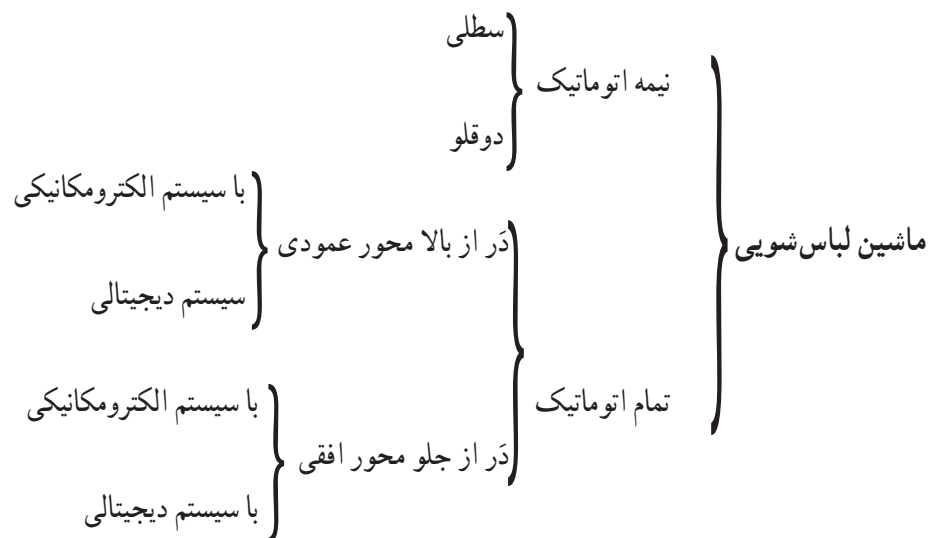 ماشین لباس‌شویی
نیمه اتوماتیک
سطلی
دوقلو
تمام اتوماتیک
دَر از بالا محور عمودی
با سیستم الکترومکانیکی
سیستم دیجیتالی
دَر از جلو محور افقی
با سیستم الکترومکانیکی
با سیستم دیجیتالی